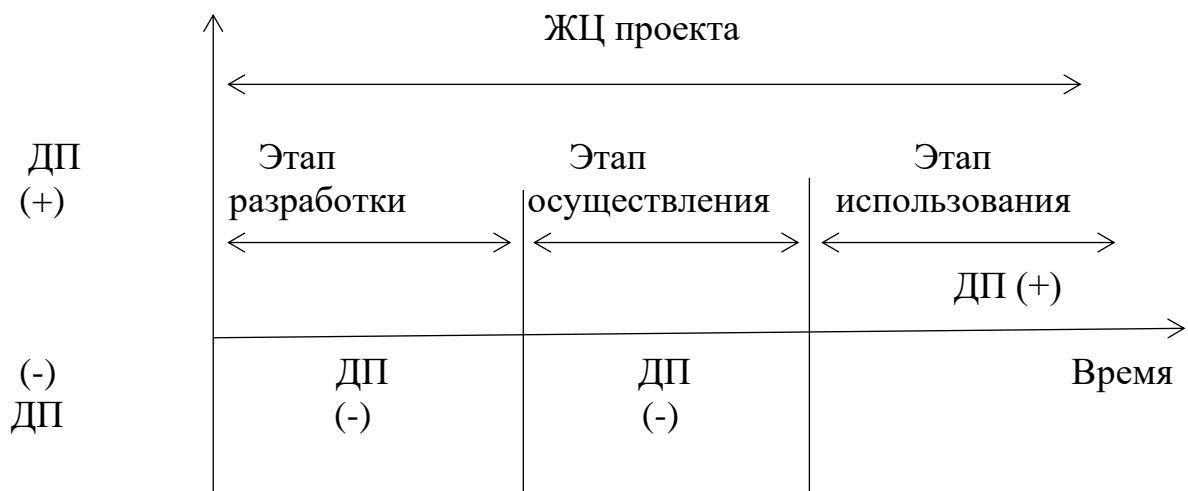 ЖЦ проекта
ДП
(+)
Этап
разработки
Этап
осуществления
Этап
использования
ДП (+)
(-)
ДП
ДП
(-)
ДП
(-)
Время